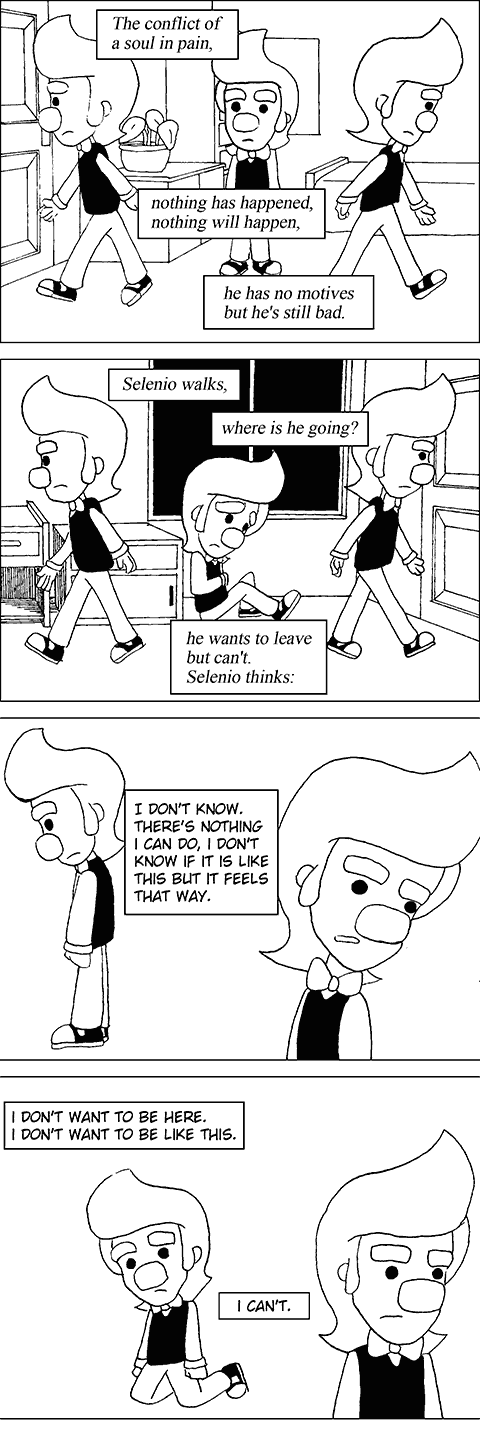 The conflict of
a soul in pain,
nothing has happened,
nothing will happen,
he has no motives
but he's still bad.
Selenio walks,
where is he going?
he wants to leave
but can't.
Selenio thinks:
I DON'T KNOW.
THERE'S NOTHING
I CAN DO, I DON'T
KNOW IF IT IS LIKE
THIS BUT IT FEELS
THAT WAY.
I DON'T WANT TO BE HERE.
I DON'T WANT TO BE LIKE THIS.
I CAN'T.